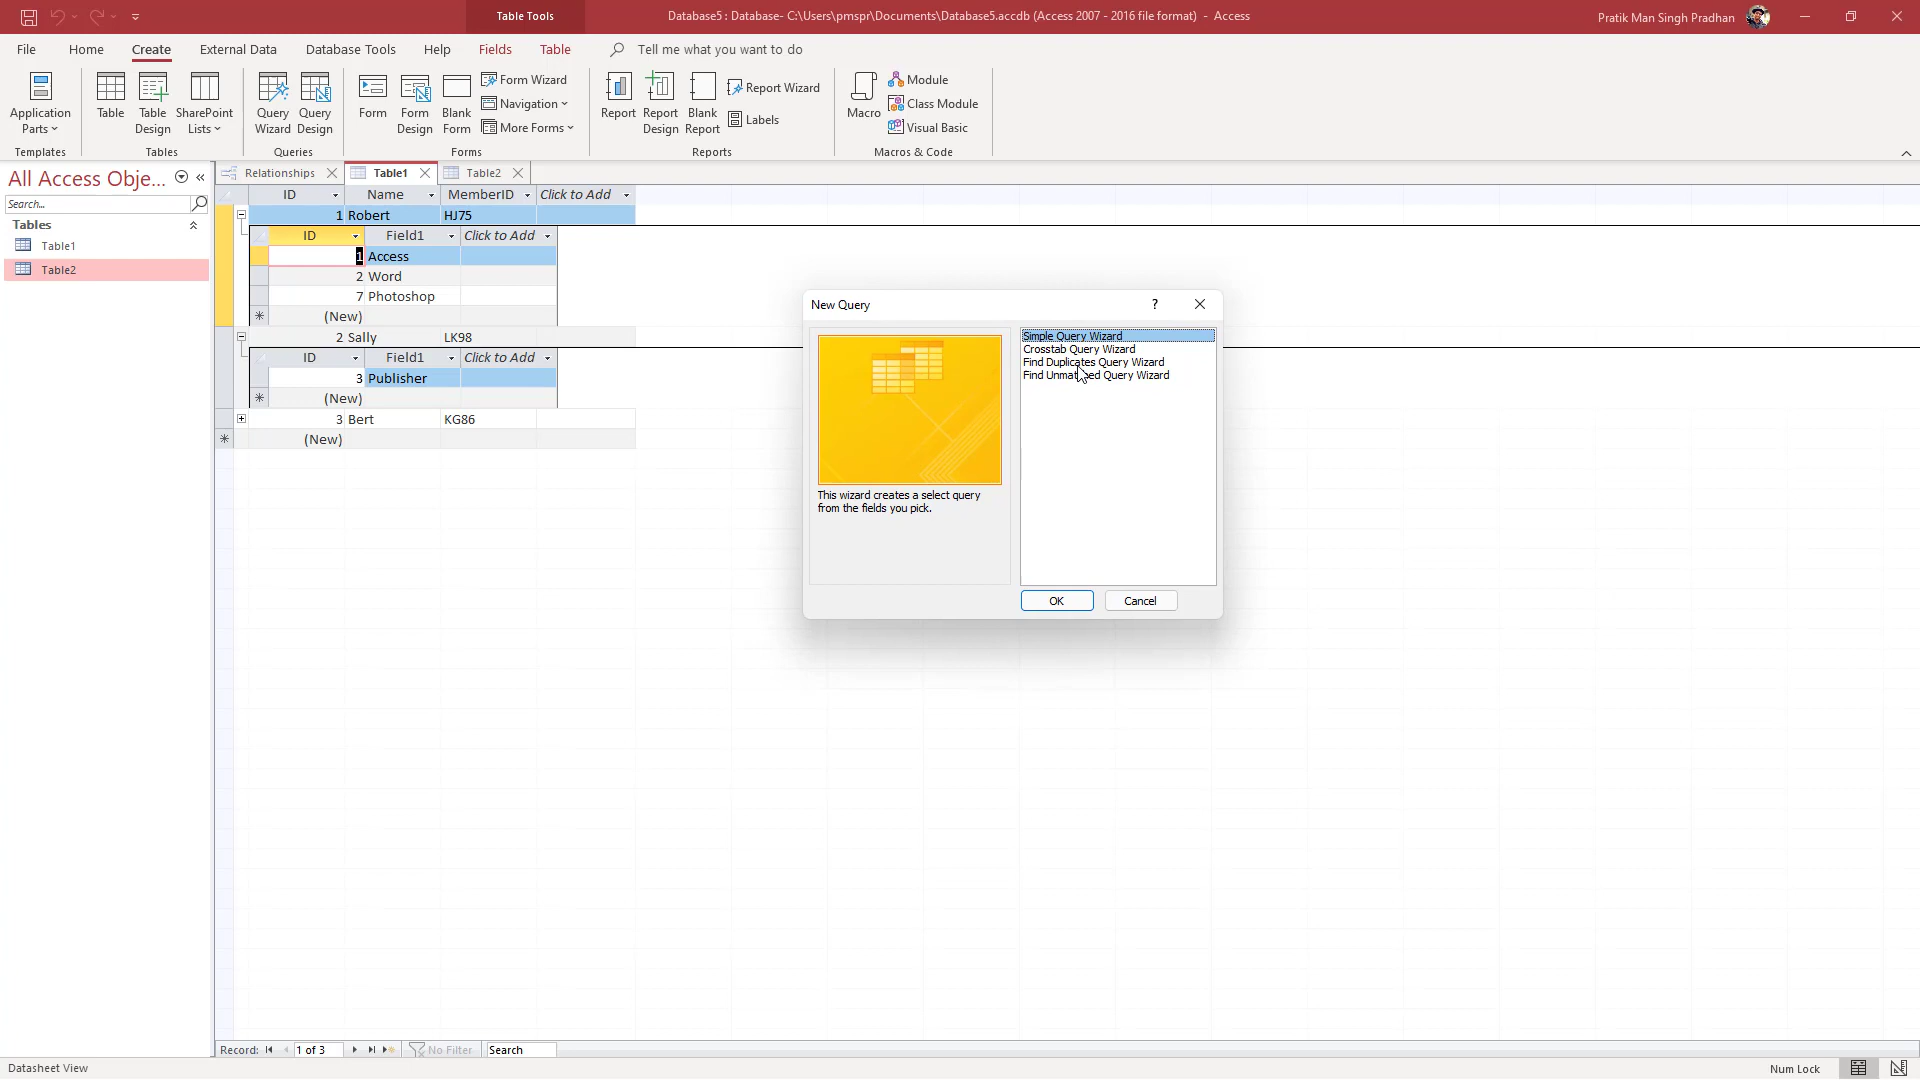 Table Tools
Database5 : Database- C:\Users\pmspr\Documents\Database5.accdb (Access 2007 - 2016 file format) - Access
Pratik Man Singh Pradhan
File Home Create External Data Database Tools Help Fields Table Tell me what you want to do
Application Parts
Templates
Table
Table Design
SharePoint Lists
Tables
Query Wizard
Query Design
Queries
Form
Form Design
Blank Form
Form Wizard
Navigation
More Forms
Forms
Report
Report Design
Blank Report
Report Wizard
Labels
Reports
Macro
Module
Class Module
Visual Basic
Macros & Code
All Access Obje...
Search...
Tables
Table1
Table2
Relationships Table1 Table2
ID Name MemberID Click to Add
1 Robert HJ75
ID Field1 Click to Add
1 Access
2 Word
7 Photoshop
(New)
2 Sally LK98
ID Field1 Click to Add
3 Publisher
(New)
3 Bert KG86
(New)
New Query ?
Simple Query Wizard
Crosstab Query Wizard
Find Duplicates Query Wizard
Find Unmatched Query Wizard
This wizard creates a select query
from the fields you pick.
OK Cancel
Record: 1 of 3 No Filter Search
Datasheet View
Num Lock